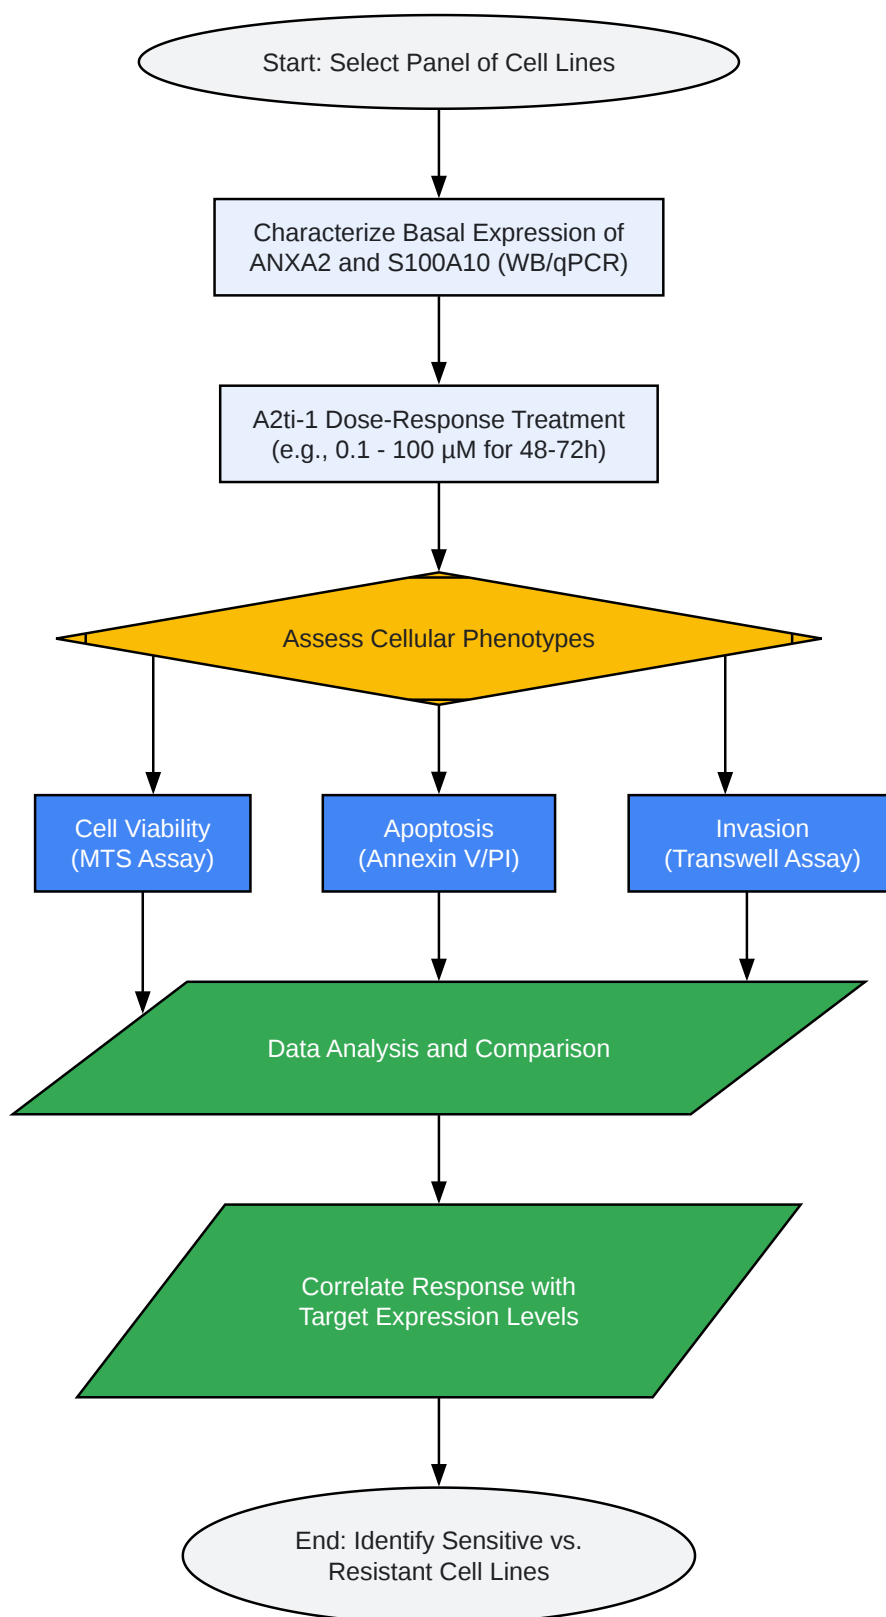 Start: Select Panel of Cell Lines
Characterize Basal Expression of
ANXA2 and S100A10 (WB/qPCR)
A2ti-1 Dose-Response Treatment
(e.g., 0.1 - 100 µM for 48-72h)
Assess Cellular Phenotypes
Cell Viability
(MTS Assay)
Apoptosis
(Annexin V/PI)
Invasion
(Transwell Assay)
Data Analysis and Comparison
Correlate Response with
Target Expression Levels
End: Identify Sensitive vs.
Resistant Cell Lines